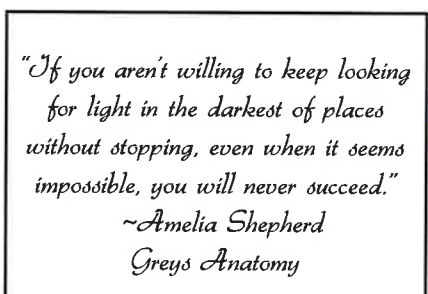 "If you aren't willing to keep looking
for light in the darkest of places
without stopping, even when it seems
impossible, you will never succeed."
~Amelia Shepherd
Greys Anatomy